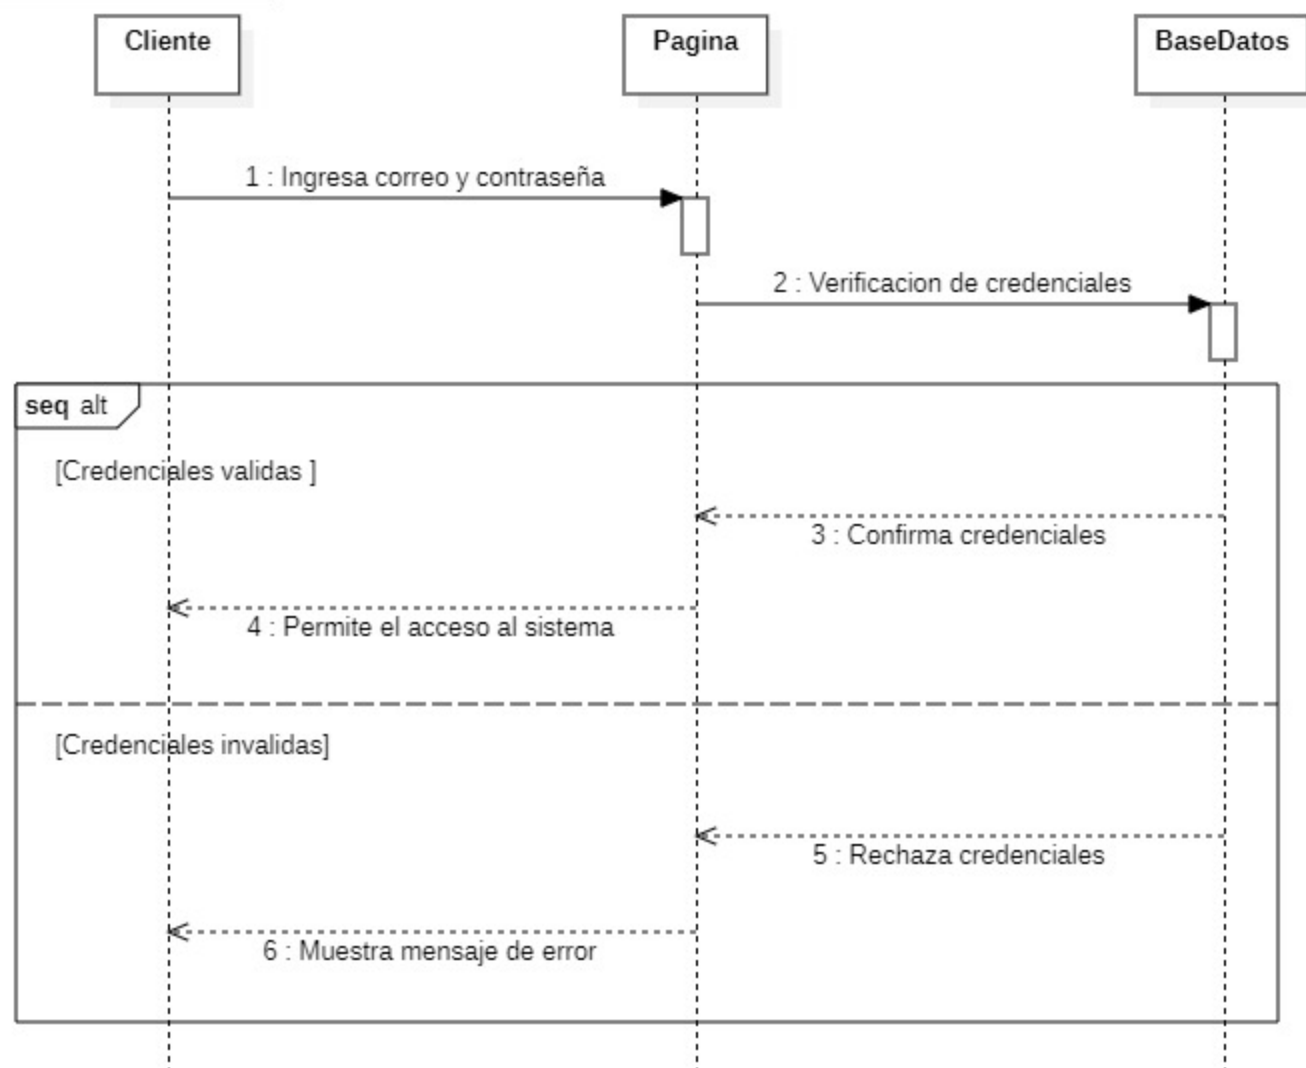 Cliente
Pagina
BaseDatos
1 : Ingresa correo y contraseña
2 : Verificacion de credenciales
seq alt
[Credenciales validas ]
3 : Confirma credenciales
4 : Permite el acceso al sistema
[Credenciales invalidas]
5 : Rechaza credenciales
6 : Muestra mensaje de error